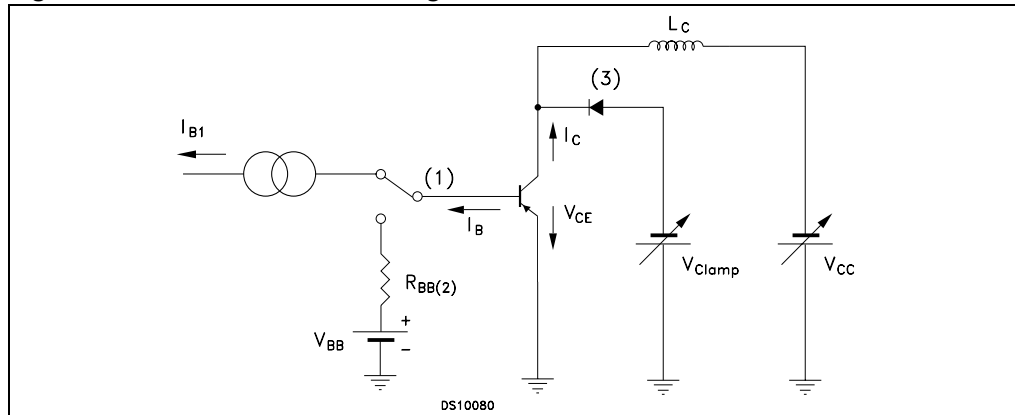 L_C
(3)
I_B1
I_C
(1)
I_B
V_CE
V_Clamp
V_CC
R_BB(2)
+
V_BB
-
DS10080